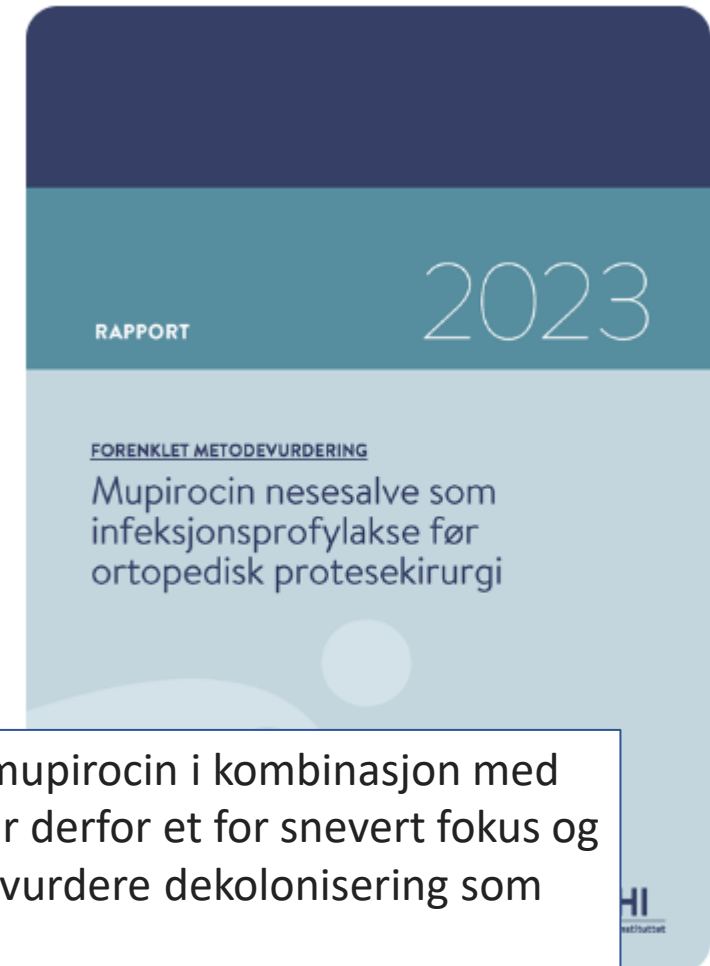 2023
RAPPORT
FORENKLET METODEVURDERING
Mupirocin nesesalve som
infeksjonsprofylakse før
ortopedisk protesekirurgi
mupirocin i kombinasjon med
r derfor et for snevert fokus og
vurdere dekolonisering som
HI